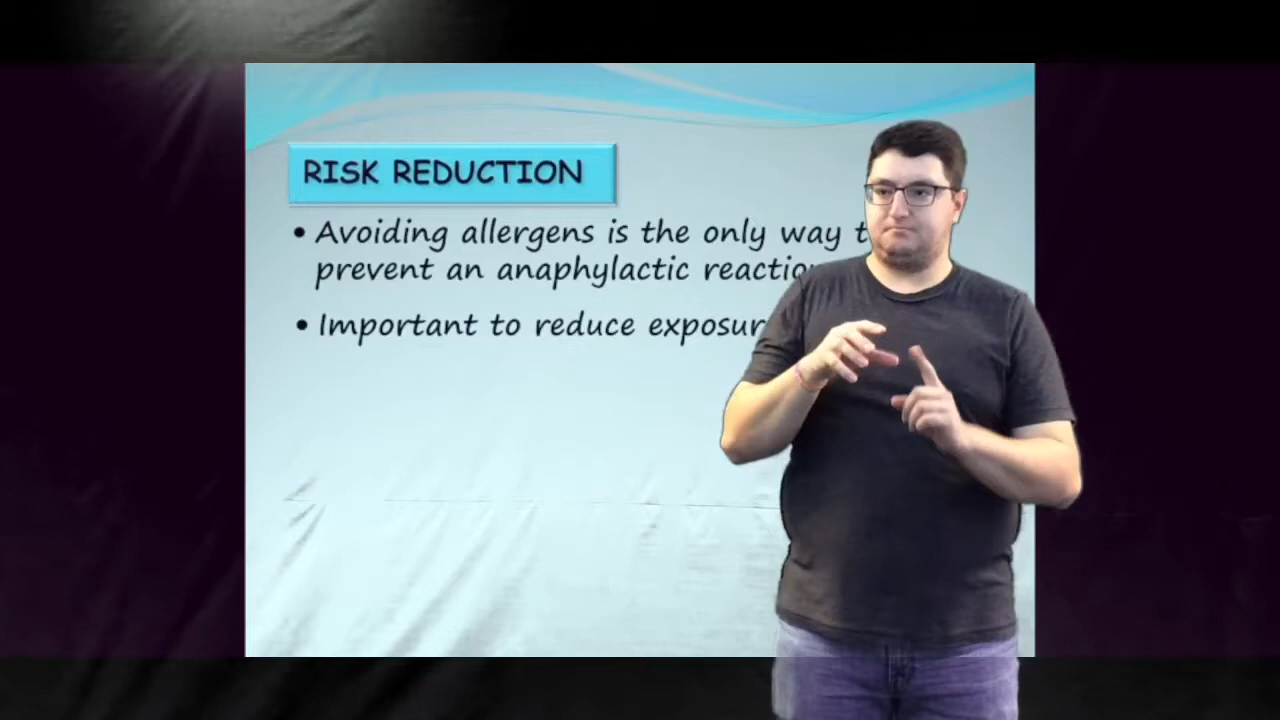 RISK REDUCTION
• Avoiding allergens is the only way
prevent an anaphylactic
• Important to reduce